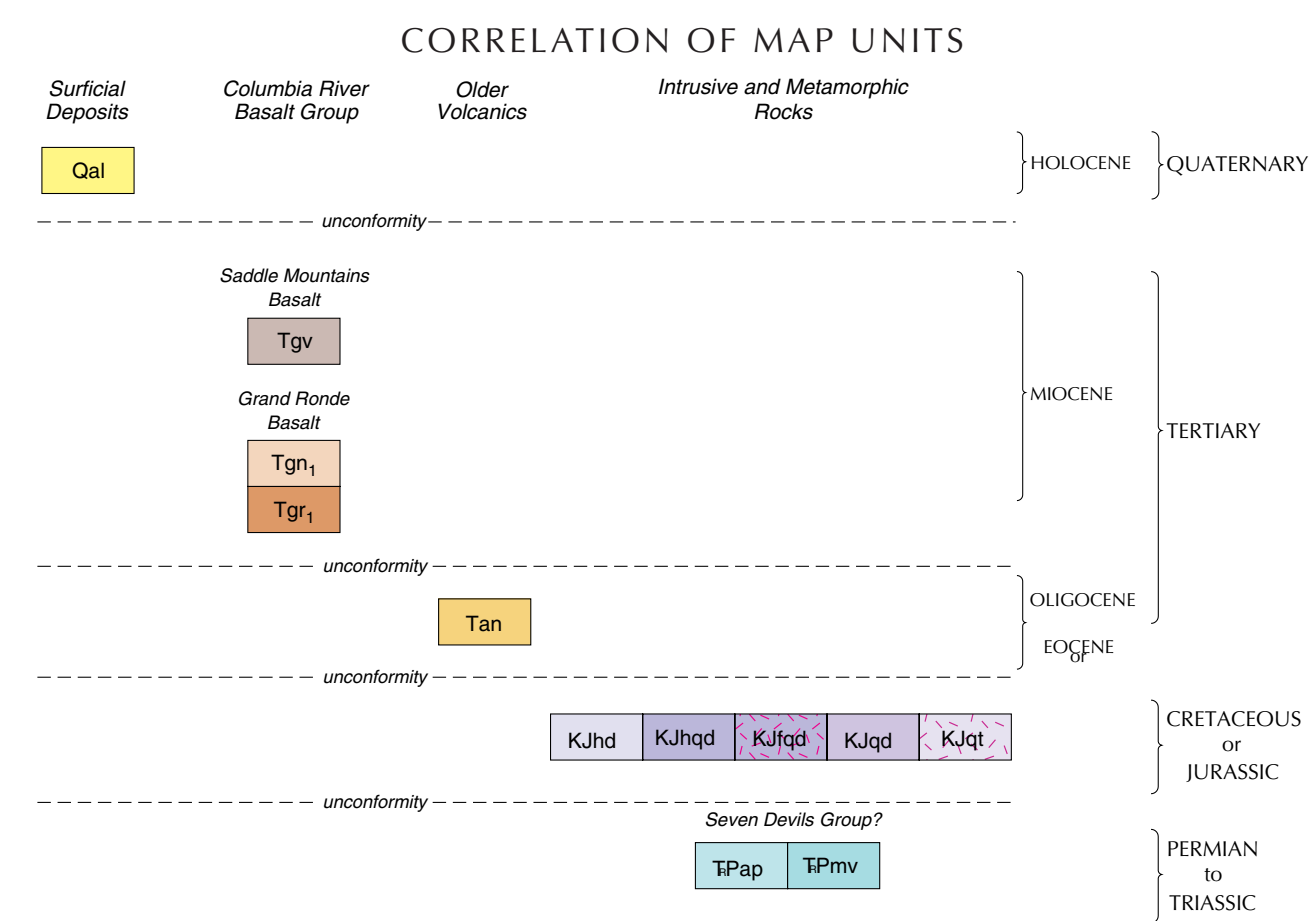 CORRELATION OF MAP UNITS
Surficial
Deposits
Columbia River
Basalt Group
Older
Volcanics
Intrusive and Metamorphic
Rocks
Qal
HOLOCENE
QUATERNARY
unconformity
Saddle Mountains
Basalt
Tgv
Grand Ronde
Basalt
Tgn₁
Tgr₁
MIOCENE
TERTIARY
unconformity
Tan
OLIGOCENE
or
EOCENE
unconformity
KJhd
KJhqd
KJfqd
KJqd
KJqt
CRETACEOUS
or
JURASSIC
unconformity
Seven Devils Group?
TRPap
TRPmv
PERMIAN
to
TRIASSIC